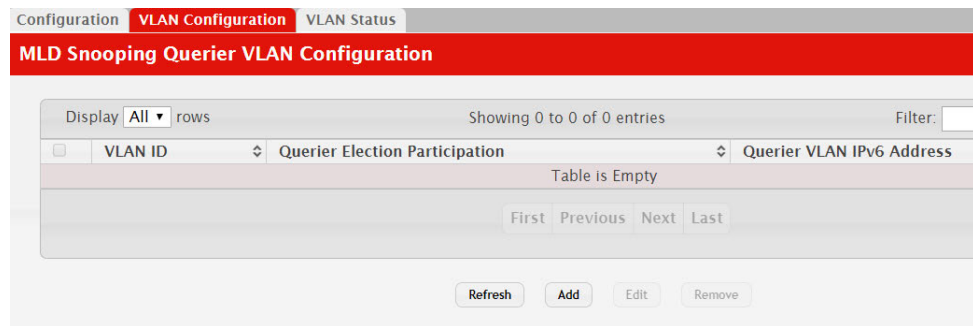 Configuration VLAN Configuration VLAN Status
MLD Snooping Querier VLAN Configuration
Display All rows Showing 0 to 0 of 0 entries Filter:
VLAN ID Querier Election Participation Querier VLAN IPv6 Address
Table is Empty
First Previous Next Last
Refresh Add Edit Remove